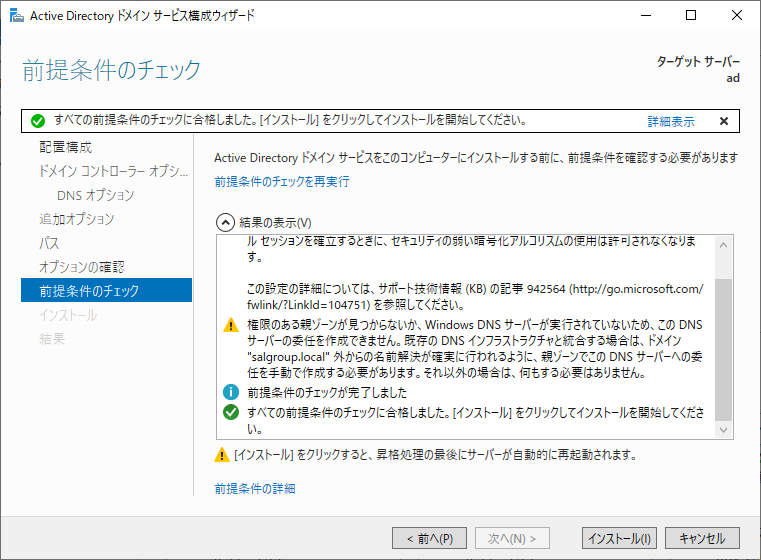 Active Directory ドメイン サービス構成ウィザード
前提条件のチェック
ターゲット サーバー
ad
すべての前提条件のチェックに合格しました。[インストール] をクリックしてインストールを開始してください。
詳細表示
配置構成
ドメイン コントローラー オプシ...
DNS オプション
追加オプション
パス
オプションの確認
前提条件のチェック
インストール
結果
Active Directory ドメイン サービスをこのコンピューターにインストールする前に、前提条件を確認する必要があります
前提条件のチェックを再実行
結果の表示(V)
ル セッションを確立するときに、セキュリティの弱い暗号化アルゴリズムの使用は許可されなくなりま
す。
この設定の詳細については、サポート技術情報 (KB) の記事 942564 (http://go.microsoft.com/
fwlink/?LinkId=104751) を参照してください。
権限のある親ゾーンが見つからないか、Windows DNS サーバーが実行されていないため、この DNS
サーバーの委任を作成できません。既存の DNS インフラストラクチャと統合する場合は、ドメイン
"salgroup.local" 外からの名前解決が確実に行われるように、親ゾーンでこの DNS サーバーへの委
任を手動で作成する必要があります。それ以外の場合は、何もする必要はありません。
前提条件のチェックが完了しました
すべての前提条件のチェックに合格しました。[インストール] をクリックしてインストールを開始してくださ
い。
[インストール] をクリックすると、昇格処理の最後にサーバーが自動的に再起動されます。
前提条件の詳細
< 前へ(P)
次へ(N) >
インストール(I)
キャンセル